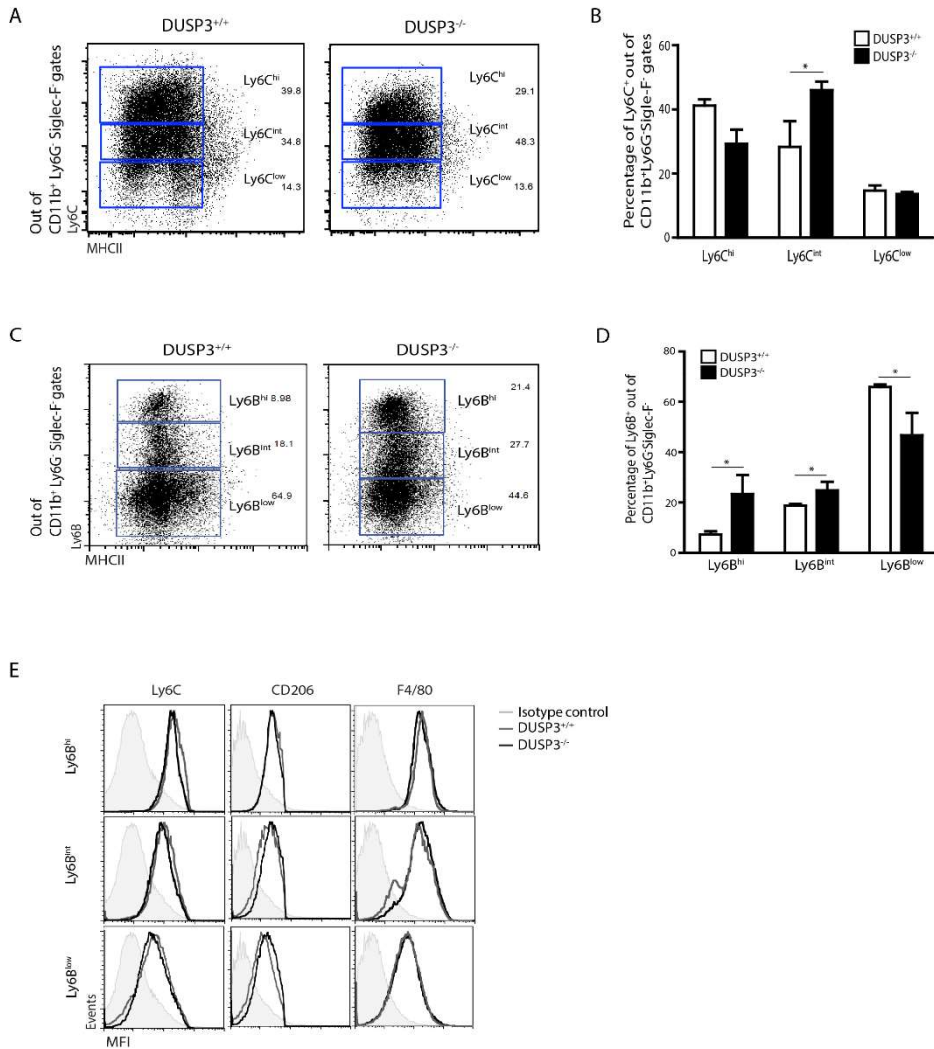 A
DUSP3+/+
DUSP3-/-
Ly6Chi
39.8
Ly6Cint
34.8
Ly6Clow
14.3
Ly6Chi
29.1
Ly6Cint
48.3
Ly6Clow
13.6
Out of
CD11b+ Ly6G- Siglec-F- gates
Ly6C
MHCII
B
Percentage of Ly6C+ out of
CD11b+Ly6G-Sigle-F- gates
60
40
20
0
*
DUSP3+/+
DUSP3-/-
Ly6Chi
Ly6Cint
Ly6Clow
C
DUSP3+/+
DUSP3-/-
Ly6Bhi 8.98
Ly6Bint 18.1
Ly6Blow 64.9
21.4
Ly6Bhi
27.7
Ly6Bint
44.6
Ly6Blow
Out of
CD11b+ Ly6G- Siglec-F- gates
Ly6B
MHCII
D
Percentage of Ly6B+ out of
CD11b+Ly6G-Siglec-F-
80
60
40
20
0
DUSP3+/+
DUSP3-/-
*
*
*
Ly6Bhi
Ly6Bint
Ly6Blow
E
Ly6C
CD206
F4/80
Isotype control
DUSP3+/+
DUSP3-/-
Ly6Bhi
Ly6Bint
Ly6Blow
Events
MFI